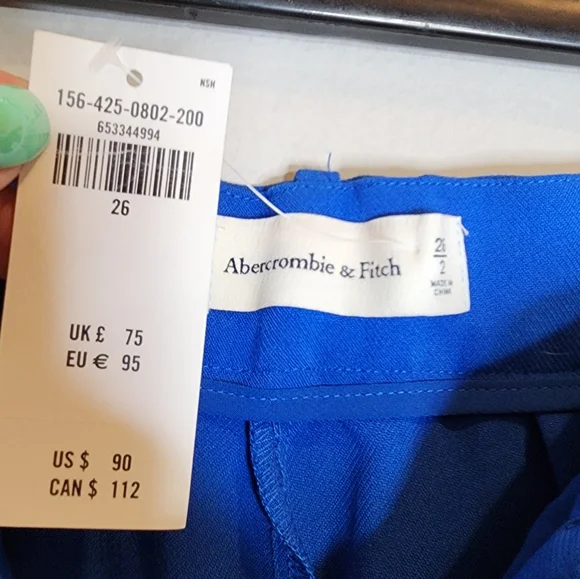 NSN
156-425-0802-200
653344994
26
UK £ 75
EU € 95
US $ 90
CAN $ 112
Abercrombie & Fitch
26
2
MADE IN
CHINA